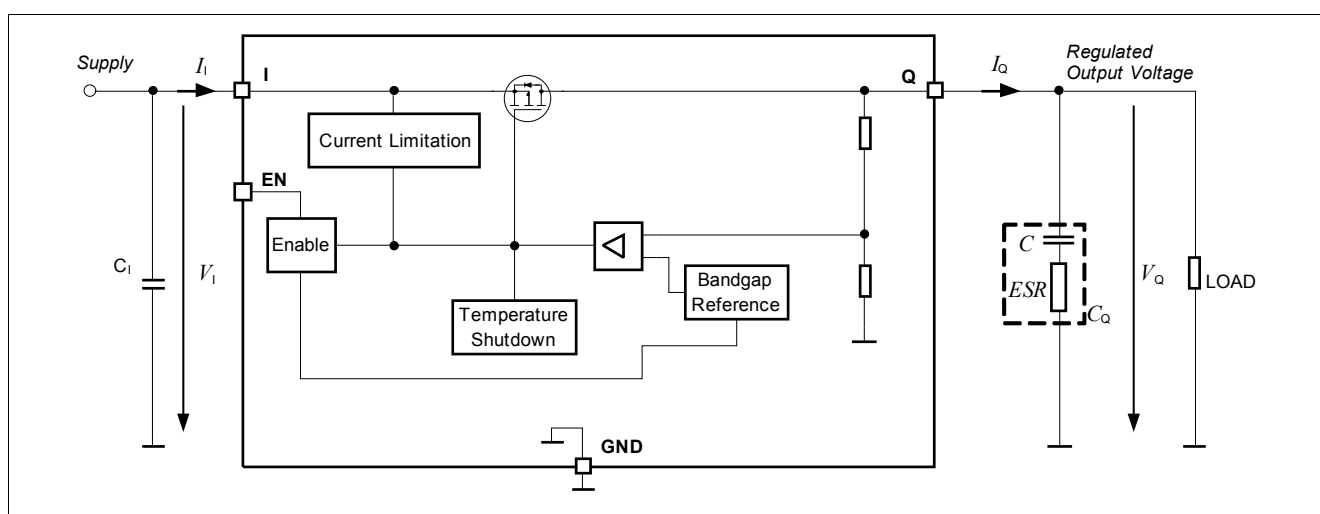 Supply
I_I
I
Q
I_Q
Regulated
Output Voltage
Current Limitation
EN
Enable
C_I
V_I
Bandgap
Reference
Temperature
Shutdown
C
ESR
C_Q
V_Q
LOAD
GND